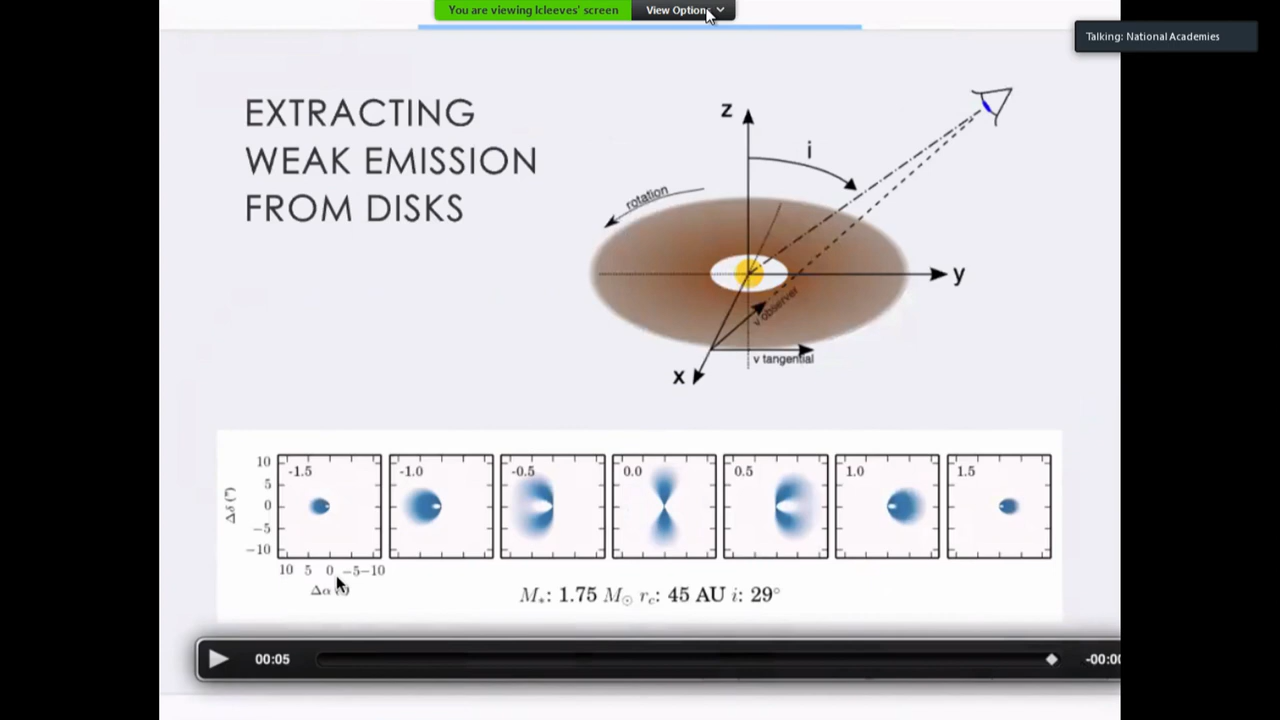 You are viewing lcleeves' screen
View Options
Talking: National Academies
EXTRACTING
WEAK EMISSION
FROM DISKS
z
i
rotation
y
v observer
v tangential
x
-1.5
-1.0
-0.5
0.0
0.5
1.0
1.5
10
5
0
−5
−10
Δδ (")
10 5 0 −5 −10
Δα
M*: 1.75 M⊙ r_c: 45 AU i: 29°
00:05
-00:00